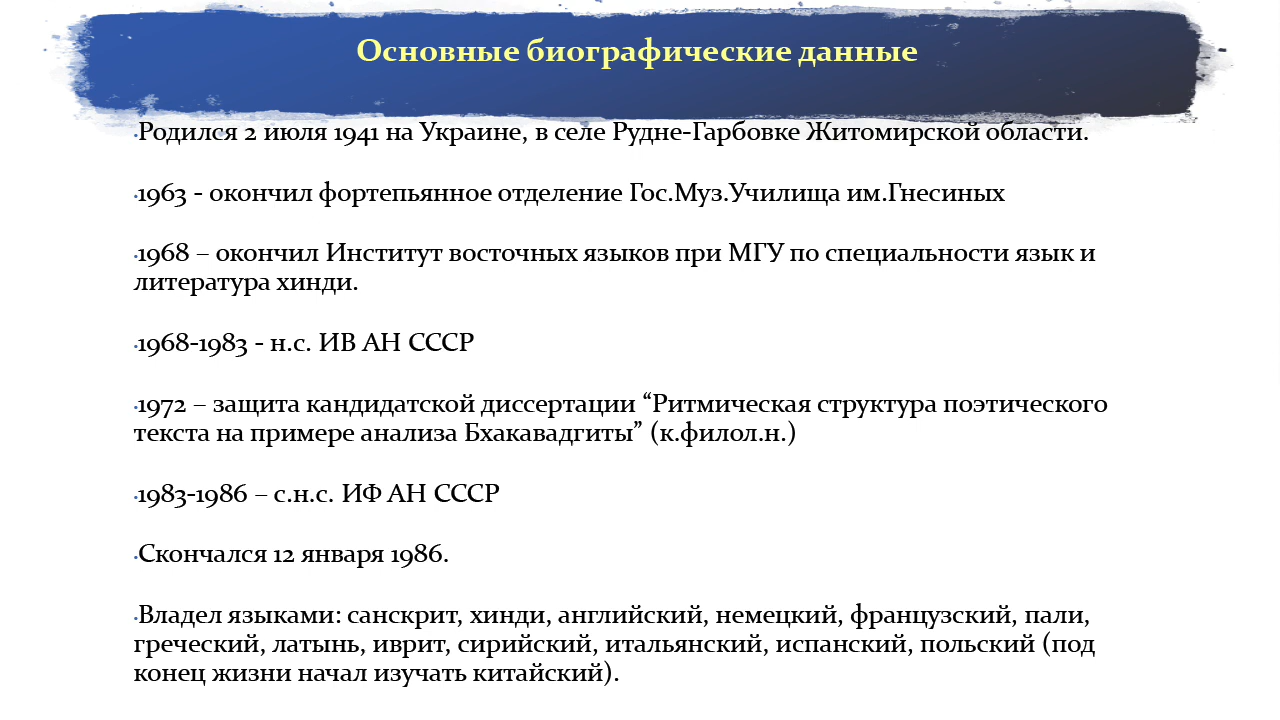 Основные биографические данные
•Родился 2 июля 1941 на Украине, в селе Рудне-Гарбовке Житомирской области.
•1963 - окончил фортепьянное отделение Гос.Муз.Училища им.Гнесиных
•1968 – окончил Институт восточных языков при МГУ по специальности язык и
литература хинди.
•1968-1983 - н.с. ИВ АН СССР
•1972 – защита кандидатской диссертации “Ритмическая структура поэтического
текста на примере анализа Бхакавадгиты” (к.филол.н.)
•1983-1986 – с.н.с. ИФ АН СССР
•Скончался 12 января 1986.
•Владел языками: санскрит, хинди, английский, немецкий, французский, пали,
греческий, латынь, иврит, сирийский, итальянский, испанский, польский (под
конец жизни начал изучать китайский).